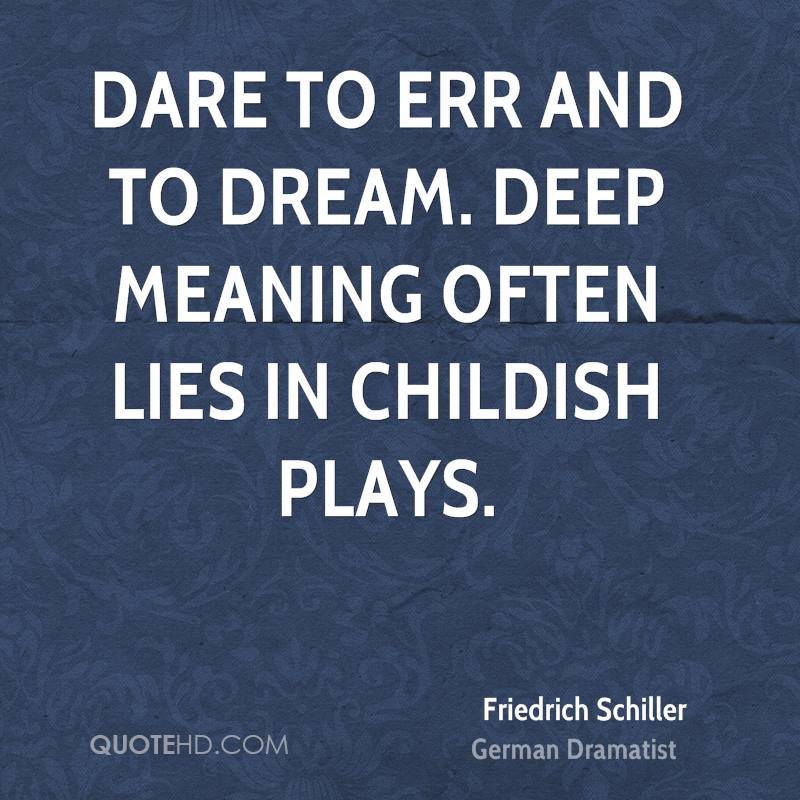 DARE TO ERR AND
TO DREAM. DEEP
MEANING OFTEN
LIES IN CHILDISH
PLAYS.
Friedrich Schiller
QUOTEHD.COM
German Dramatist